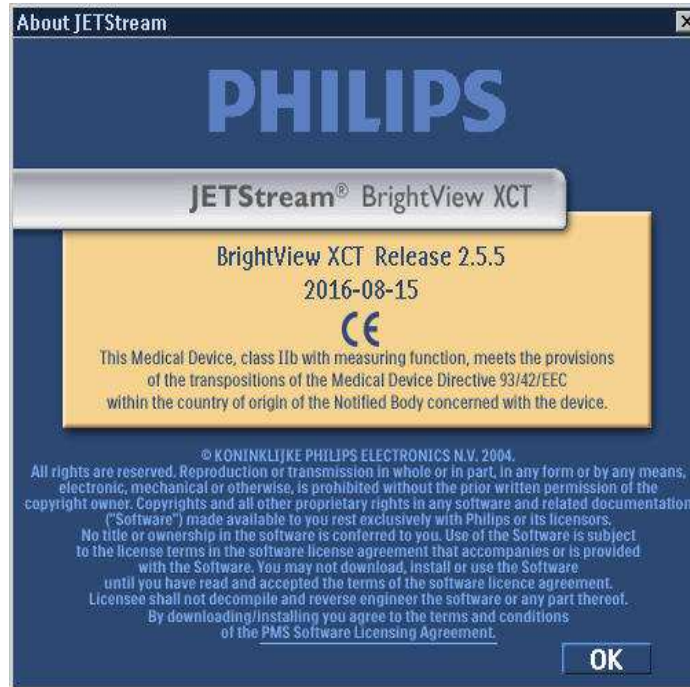 About JETStream
PHILIPS
JETStream® BrightView XCT
BrightView XCT Release 2.5.5
2016-08-15
CE
This Medical Device, class IIb with measuring function, meets the provisions
of the transpositions of the Medical Device Directive 93/42/EEC
within the country of origin of the Notified Body concerned with the device.
© KONINKLIJKE PHILIPS ELECTRONICS N.V. 2004.
All rights are reserved. Reproduction or transmission in whole or in part, in any form or by any means,
electronic, mechanical or otherwise, is prohibited without the prior written permission of the
copyright owner. Copyrights and all other proprietary rights in any software and related documentation
("Software") made available to you rest exclusively with Philips or its licensors.
No title or ownership in the software is conferred to you. Use of the Software is subject
to the license terms in the software license agreement that accompanies or is provided
with the Software. You may not download, install or use the Software
until you have read and accepted the terms of the software licence agreement.
Licensee shall not decompile and reverse engineer the software or any part thereof.
By downloading/installing you agree to the terms and conditions
of the PMS Software Licensing Agreement.
OK